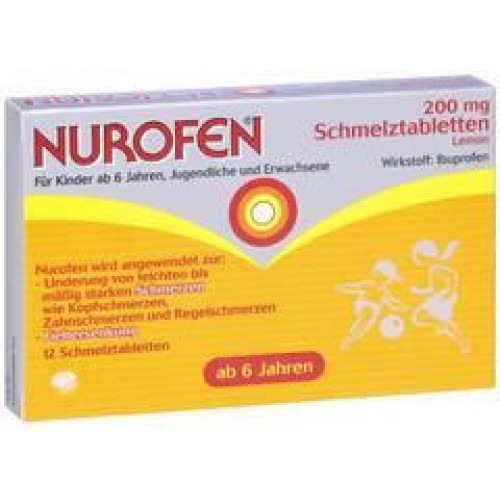 NUROFEN®
Für Kinder ab 6 Jahren, Jugendliche und Erwachsene
200 mg
Schmelztabletten
Lemon
Wirkstoff: Ibuprofen
Nurofen wird angewendet zur:
- Linderung von leichten bis
mäßig starken Schmerzen
wie Kopfschmerzen,
Zahnschmerzen und Regelschmerzen
- Fiebersenkung
12 Schmelztabletten
ab 6 Jahren